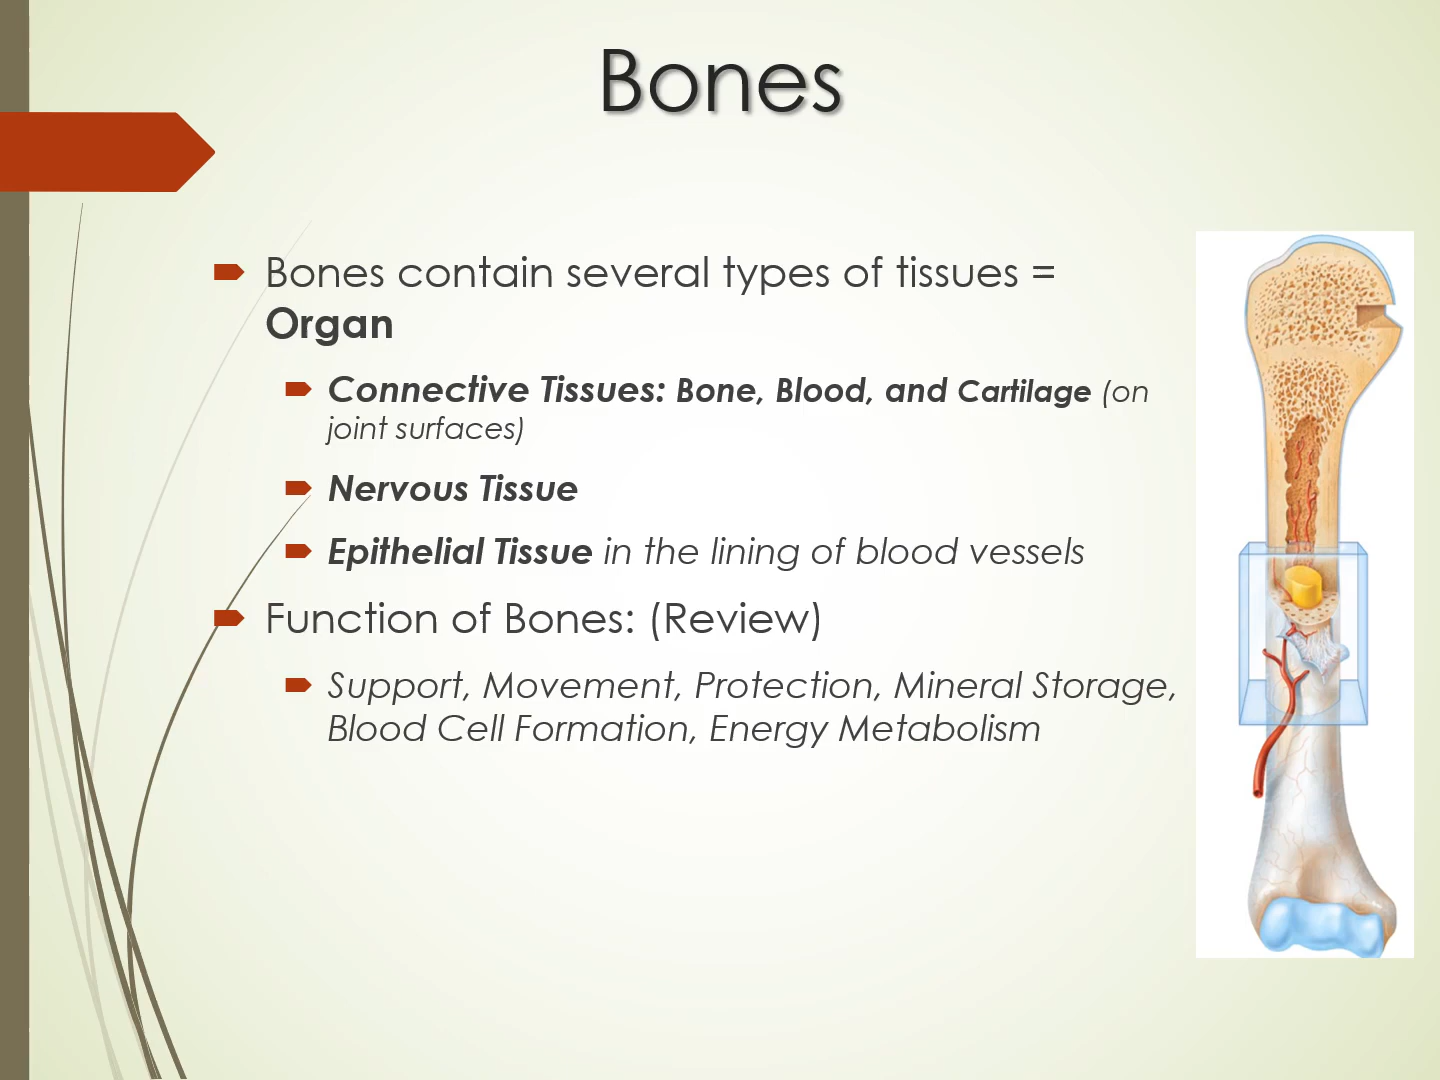 Bones
Bones contain several types of tissues =
Organ
Connective Tissues: Bone, Blood, and Cartilage (on
joint surfaces)
Nervous Tissue
Epithelial Tissue in the lining of blood vessels
Function of Bones: (Review)
Support, Movement, Protection, Mineral Storage,
Blood Cell Formation, Energy Metabolism